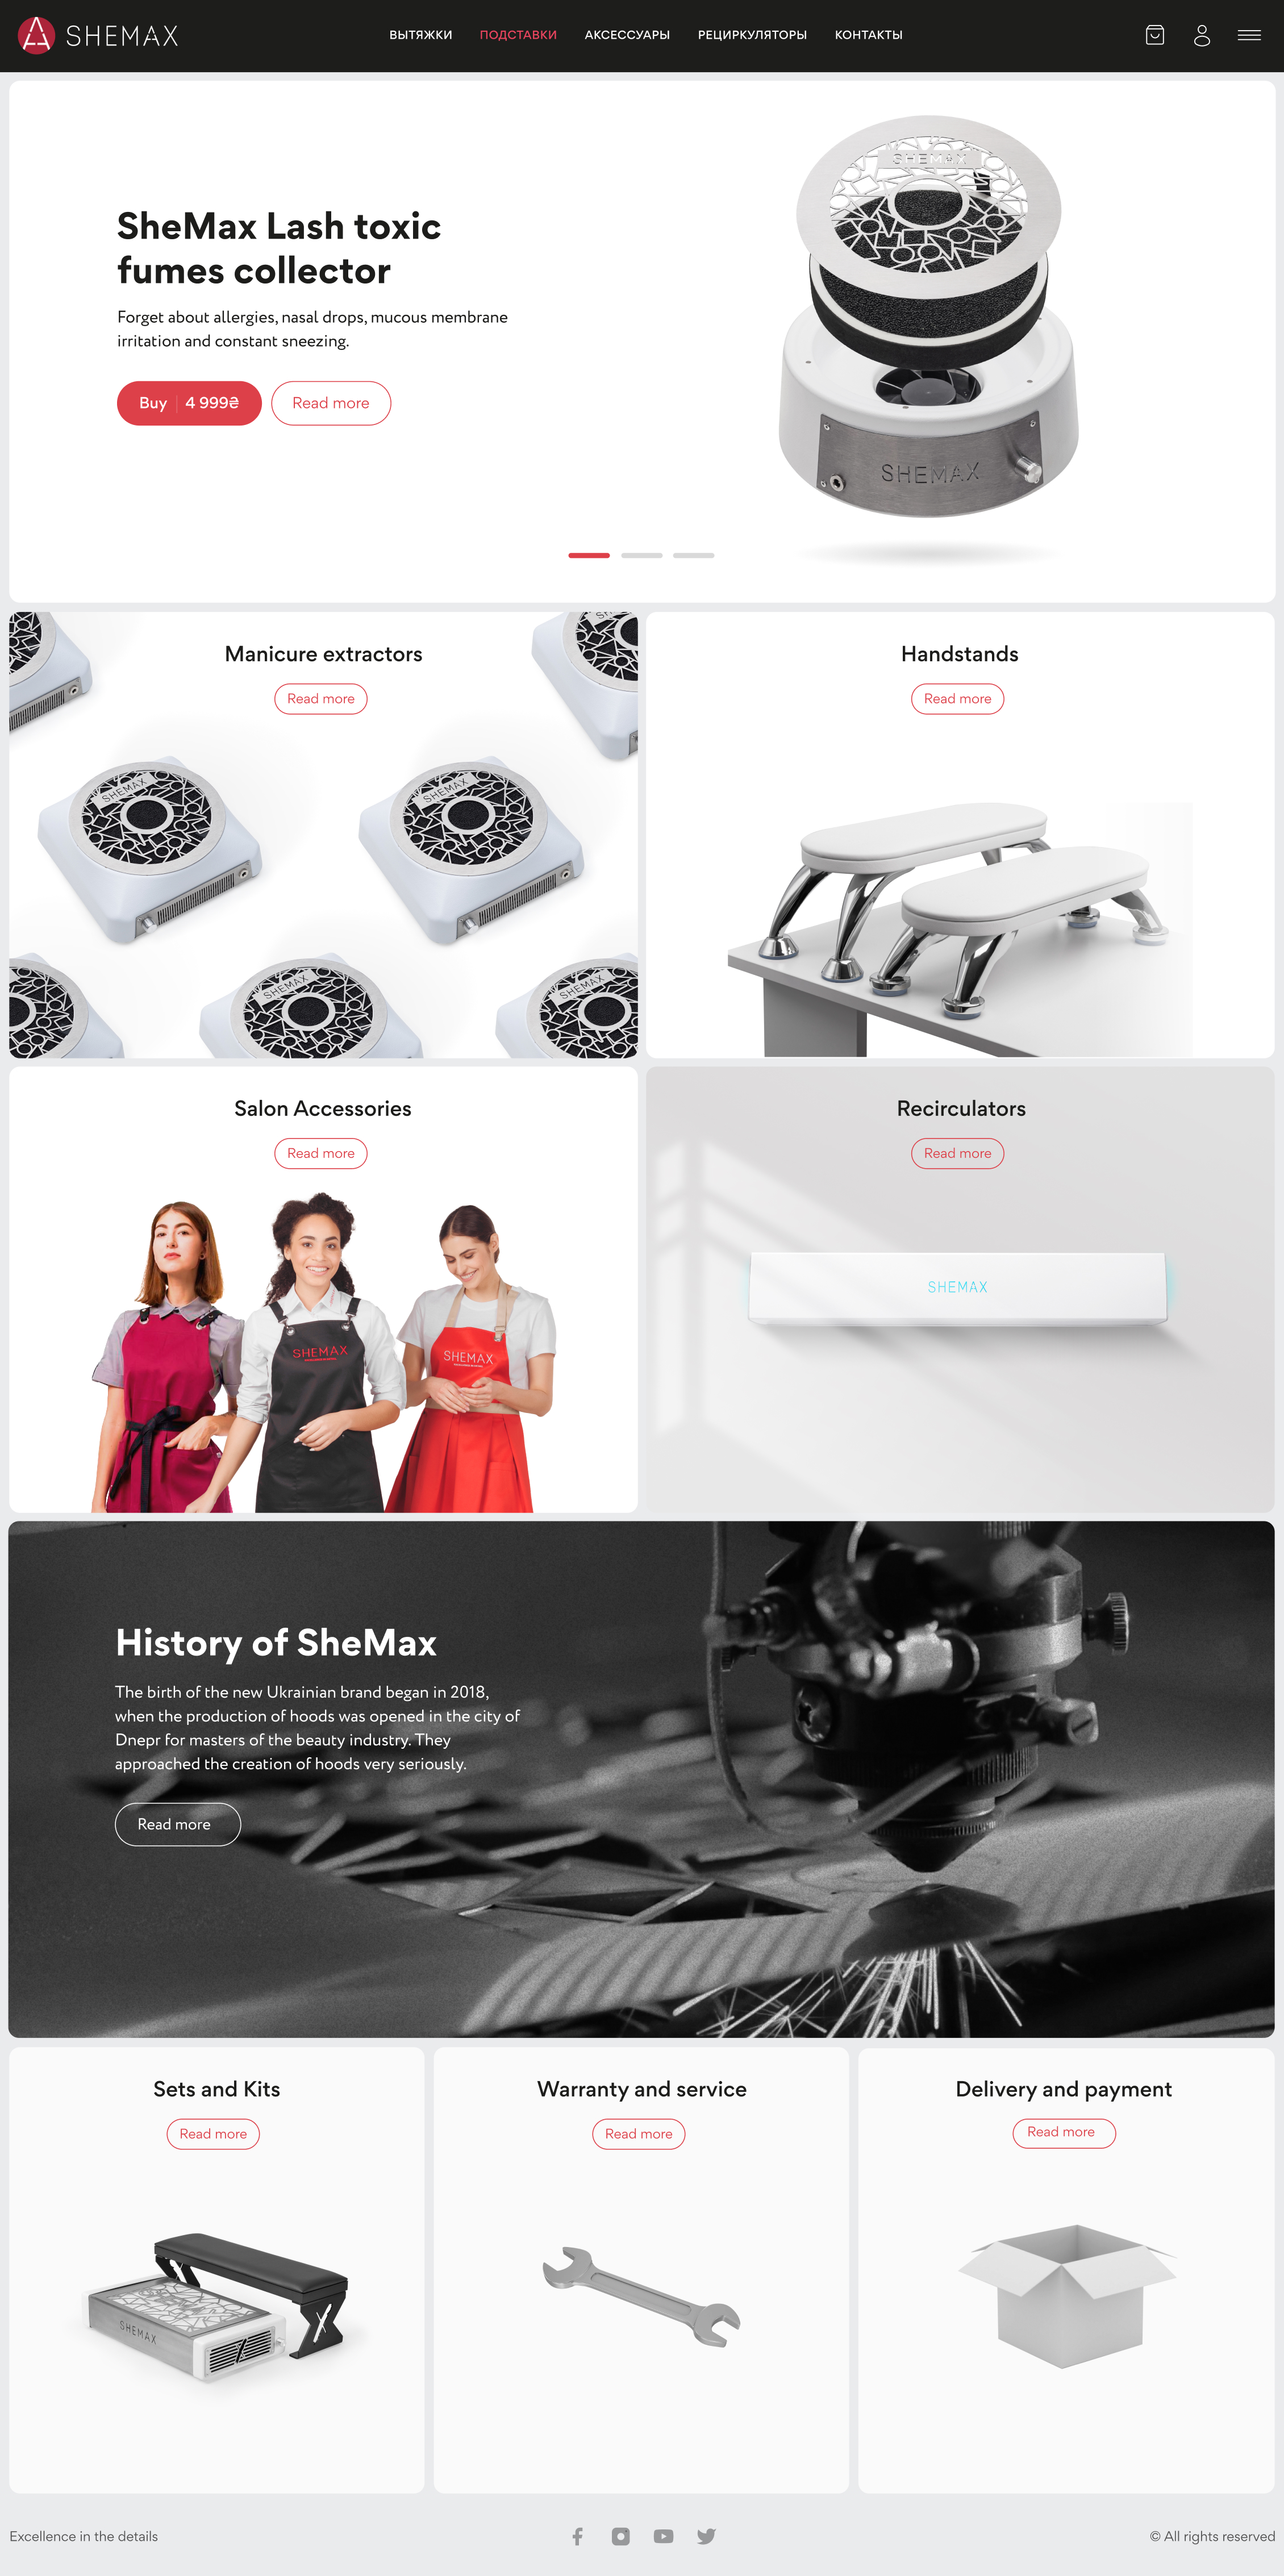 SHEMAX
ВЫТЯЖКИ ПОДСТАВКИ АКСЕССУАРЫ РЕЦИРКУЛЯТОРЫ КОНТАКТЫ
SHEMAX
SheMax Lash toxic
fumes collector
Forget about allergies, nasal drops, mucous membrane
irritation and constant sneezing.
Buy 4 999₴ Read more
SHEMAX
Manicure extractors
Read more
SHEMAX
SHEMAX
SHEMAX
SHEMAX
Handstands
Read more
Salon Accessories
Read more
SHEMAX
SHEMAX
Recirculators
Read more
SHEMAX
History of SheMax
The birth of the new Ukrainian brand began in 2018,
when the production of hoods was opened in the city of
Dnepr for masters of the beauty industry. They
approached the creation of hoods very seriously.
Read more
Sets and Kits
Read more
SHEMAX
Warranty and service
Read more
Delivery and payment
Read more
Excellence in the details
© All rights reserved